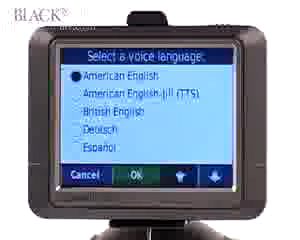 BLACK
Select a voice language.
American English
American English-Jill (TTS)
British English
Deutsch
Español
Cancel
OK